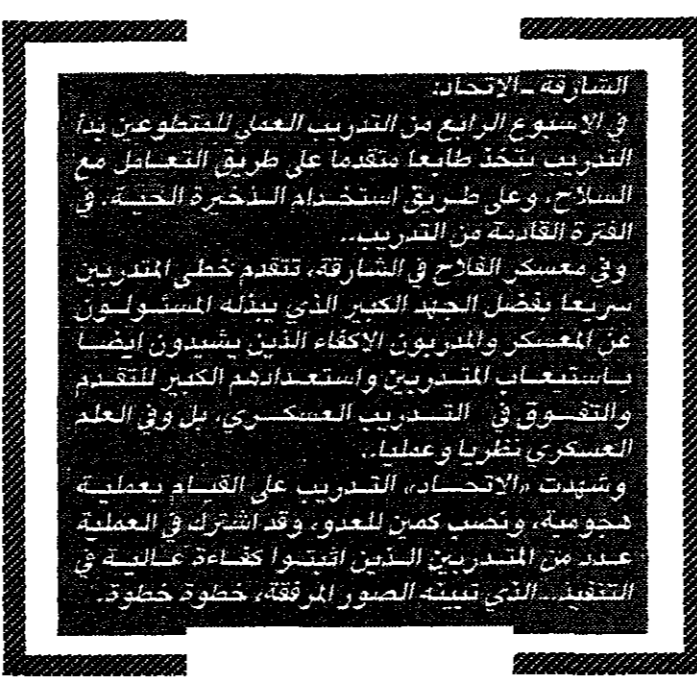 الشارقة ـ الاتحاد:
في الاسبوع الرابع من التدريب العملي للمتطوعين بدأ
التدريب يتخذ طابعا متقدما على طريق التعامل مع
السلاح، وعلى طريق استخدام الذخيرة الحية. في
الفترة القادمة من التدريب..
وفي معسكر الفلاح في الشارقة، تتقدم خطى المتدربين
سريعا بفضل الجهد الكبير الذي يبذله المسئولون
عن المعسكر والمدربون الاكفاء الذين يشيدون ايضا
باستيعاب المتدربين واستعدادهم الكبير للتقدم
والتفوق في التدريب العسكري، بل وفي العلم
العسكري نظريا وعمليا..
وشهدت «الاتحاد» التدريب على القيام بعملية
هجومية، ونصب كمين للعدو، وقد اشترك في العملية
عدد من المتدربين الذين اثبتوا كفاءة عالية في
التنفيذ.. الذي تبينه الصور المرفقة، خطوة خطوة.